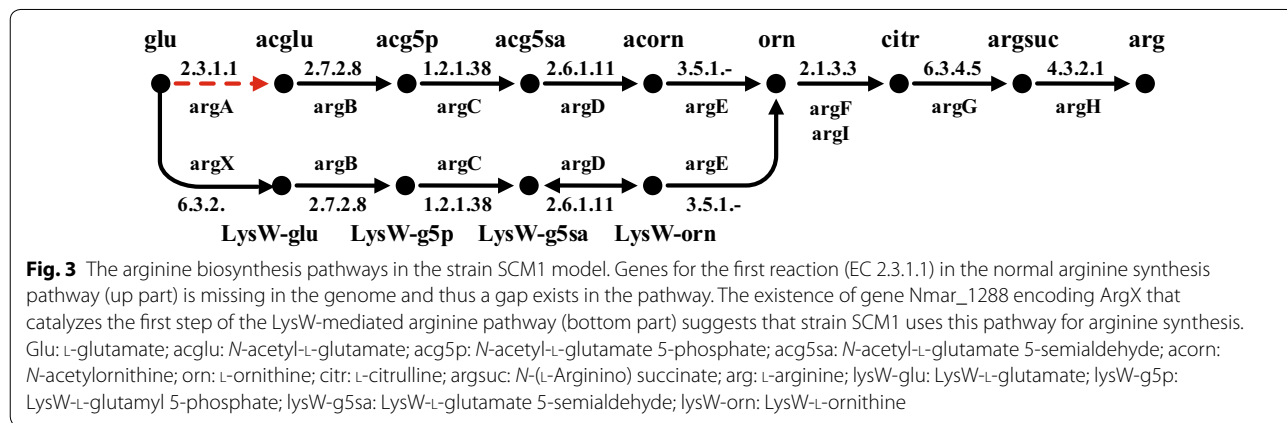 glu acglu acg5p acg5sa acorn orn citr argsuc arg
2.3.1.1 2.7.2.8 1.2.1.38 2.6.1.11 3.5.1.- 2.1.3.3 6.3.4.5 4.3.2.1
argA argB argC argD argE argF argG argH
argI
argX argB argC argD argE
6.3.2. 2.7.2.8 1.2.1.38 2.6.1.11 3.5.1.-
LysW-glu LysW-g5p LysW-g5sa LysW-orn
Fig. 3 The arginine biosynthesis pathways in the strain SCM1 model. Genes for the first reaction (EC 2.3.1.1) in the normal arginine synthesis
pathway (up part) is missing in the genome and thus a gap exists in the pathway. The existence of gene Nmar_1288 encoding ArgX that
catalyzes the first step of the LysW-mediated arginine pathway (bottom part) suggests that strain SCM1 uses this pathway for arginine synthesis.
Glu: L-glutamate; acglu: N-acetyl-L-glutamate; acg5p: N-acetyl-L-glutamate 5-phosphate; acg5sa: N-acetyl-L-glutamate 5-semialdehyde; acorn:
N-acetylornithine; orn: L-ornithine; citr: L-citrulline; argsuc: N-(L-Arginino) succinate; arg: L-arginine; lysW-glu: LysW-L-glutamate; lysW-g5p:
LysW-L-glutamyl 5-phosphate; lysW-g5sa: LysW-L-glutamate 5-semialdehyde; lysW-orn: LysW-L-ornithine